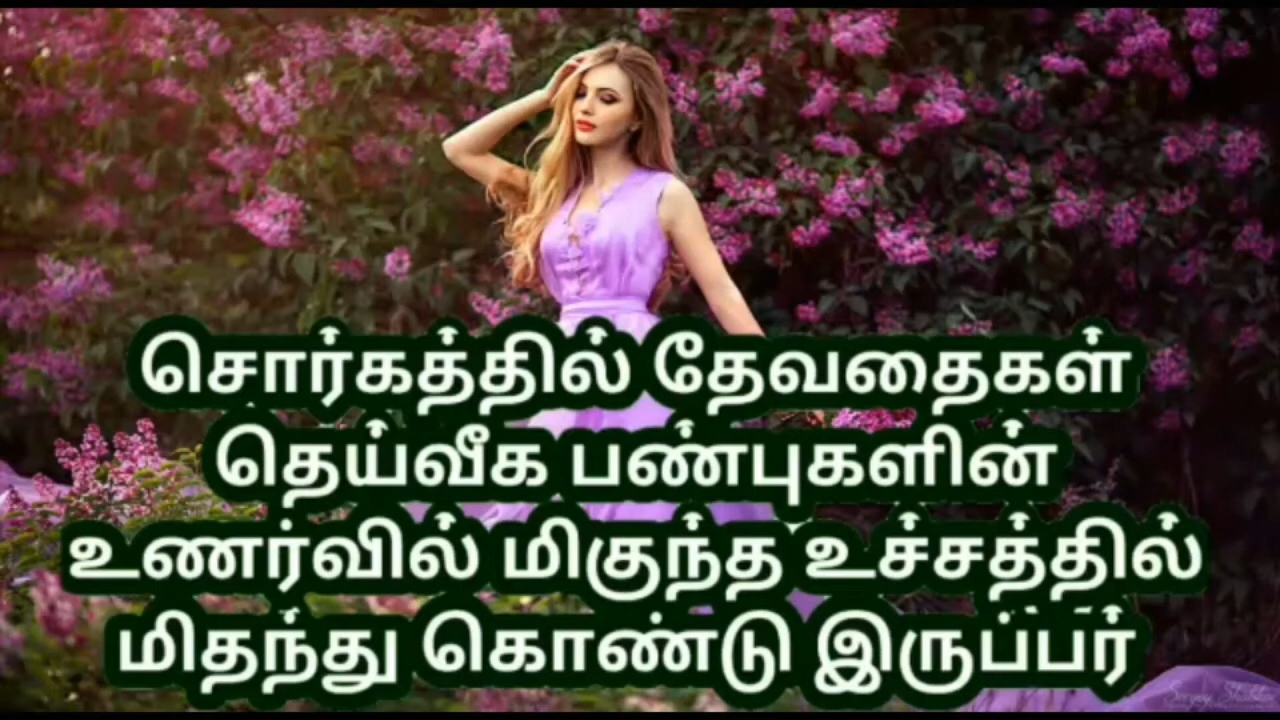 சொர்கத்தில் தேவதைகள்
தெய்வீக பண்புகளின்
உணர்வில் மிகுந்த உச்சத்தில்
மிதந்து கொண்டு இருப்பர்